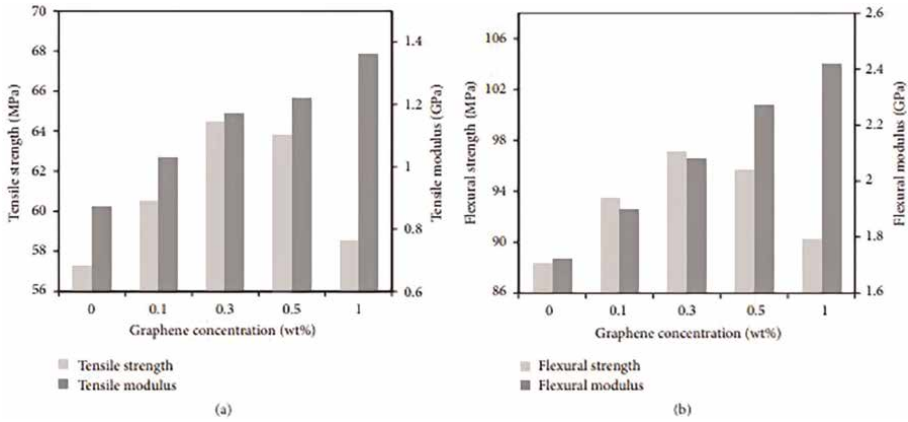 70
68
66
64
62
60
58
56
Tensile strength (MPa)
1.4
1.2
1
0.8
0.6
Tensile modulus (GPa)
0 0.1 0.3 0.5 1
Graphene concentration (wt%)
Tensile strength
Tensile modulus
(a)
106
102
98
94
90
86
Flexural strength (MPa)
2.6
2.4
2.2
2
1.8
1.6
Flexural modulus (GPa)
0 0.1 0.3 0.5 1
Graphene concentration (wt%)
Flexural strength
Flexural modulus
(b)